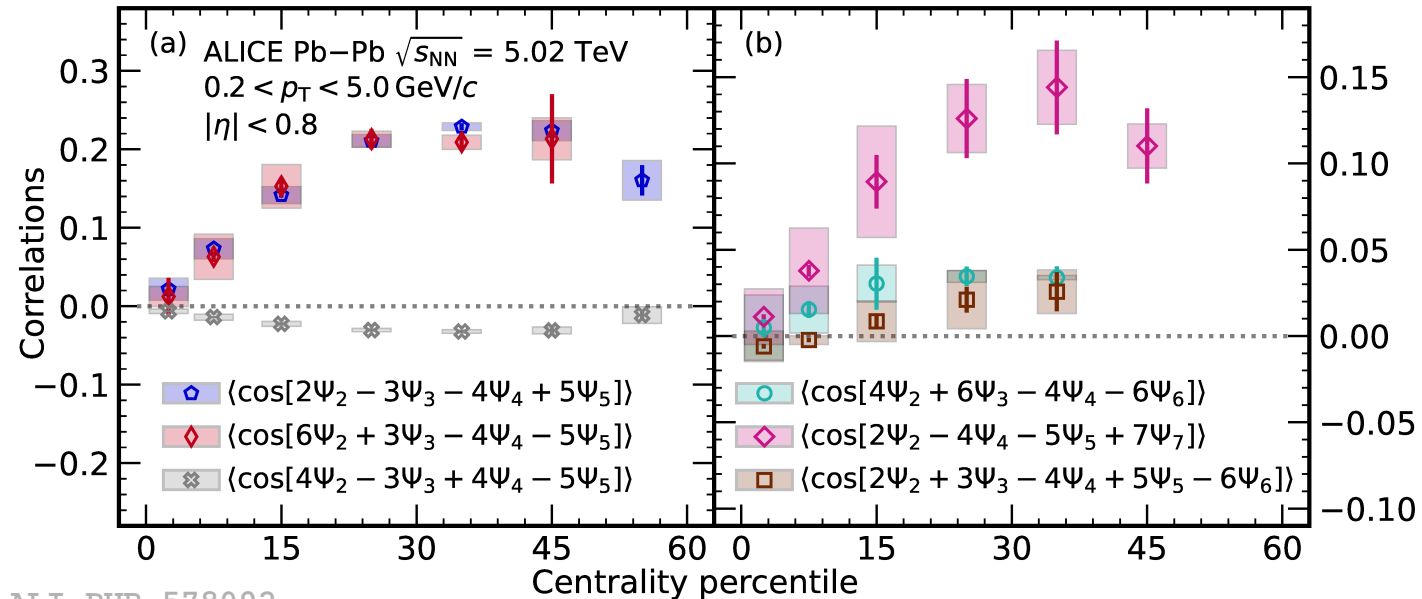 (a)
ALICE Pb−Pb √sNN = 5.02 TeV
0.2 < pT < 5.0 GeV/c
|η| < 0.8
(b)
Correlations
0.3
0.2
0.1
0.0
−0.1
−0.2
0.15
0.10
0.05
0.00
−0.05
−0.10
⟨cos[2Ψ2 − 3Ψ3 − 4Ψ4 + 5Ψ5]⟩
⟨cos[6Ψ2 + 3Ψ3 − 4Ψ4 − 5Ψ5]⟩
⟨cos[4Ψ2 − 3Ψ3 + 4Ψ4 − 5Ψ5]⟩
⟨cos[4Ψ2 + 6Ψ3 − 4Ψ4 − 6Ψ6]⟩
⟨cos[2Ψ2 − 4Ψ4 − 5Ψ5 + 7Ψ7]⟩
⟨cos[2Ψ2 + 3Ψ3 − 4Ψ4 + 5Ψ5 − 6Ψ6]⟩
0 15 30 45 60
0 15 30 45 60
Centrality percentile